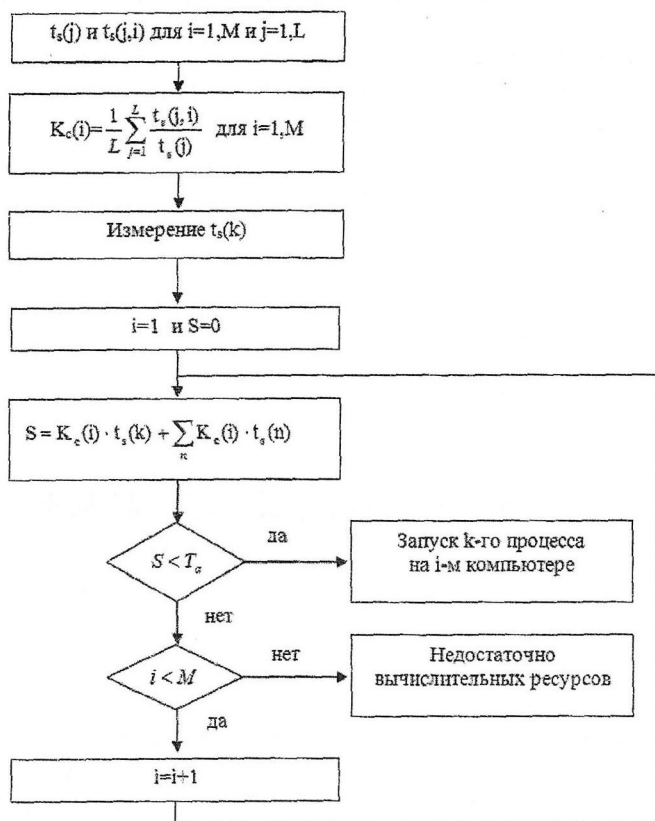 t_s(j) и t_s(j,i) для i=1,M и j=1,L
K_c(i)= 1/L ∑_{j=1}^{L} t_s(j,i)/t_s(j) для i=1,M
Измерение t_s(k)
i=1 и S=0
S = K_c(i) · t_s(k) + ∑_n K_c(i) · t_s(n)
да
S < T_a
Запуск k-го процесса
на i-м компьютере
нет
нет
i < M
Недостаточно
вычислительных ресурсов
да
i=i+1